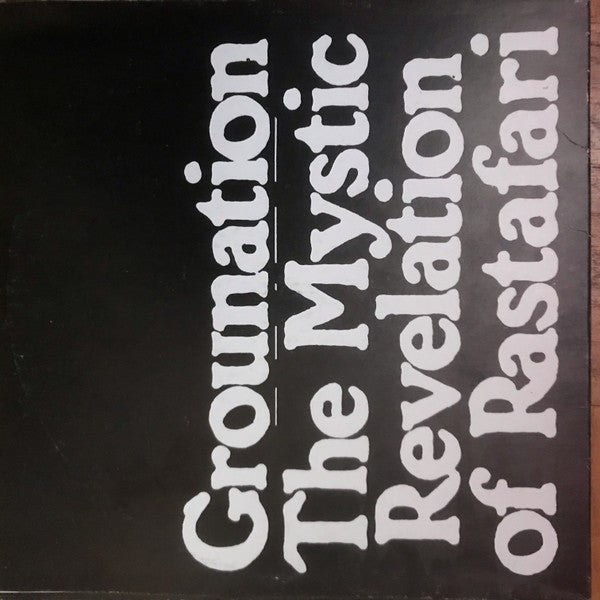 Grounation
The Mystic
Revelation
of Rastafari